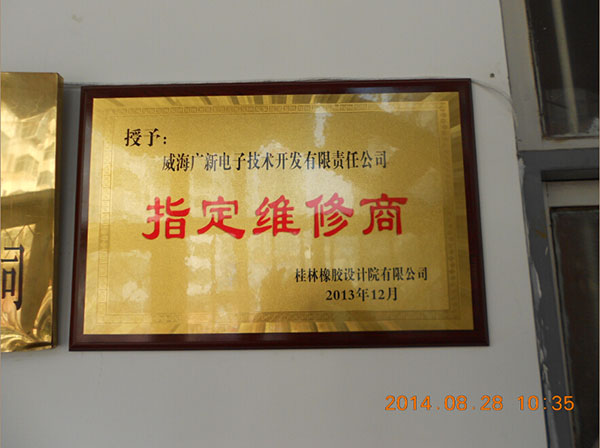 授予：
威海广新电子技术开发有限责任公司
指定维修商
桂林橡胶设计院有限公司
2013年12月
2014.08.28 10:35